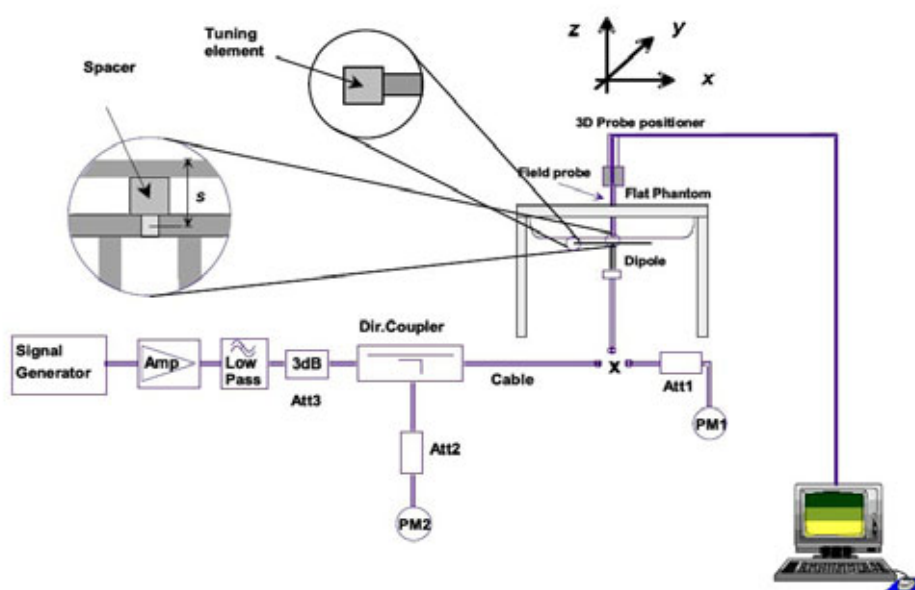 Tuning
element
Spacer
s
z
y
x
3D Probe positioner
Field probe
Flat Phantom
Dipole
Dir.Coupler
Signal
Generator
Amp
Low
Pass
3dB
Att3
Cable
x
Att1
PM1
Att2
PM2